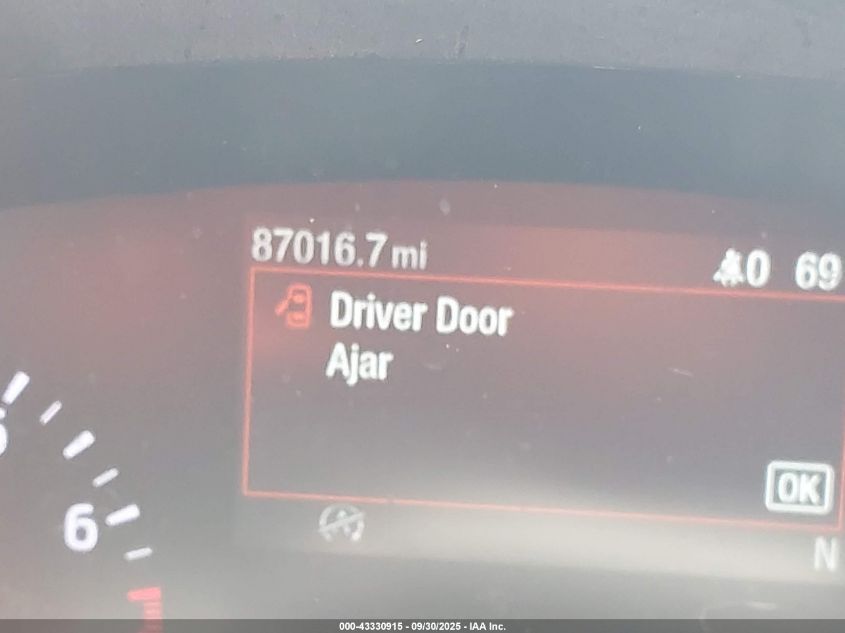 87016.7 mi
0 69
Driver Door
Ajar
OK
6
N
000-43330915 - 09/30/2025 - IAA Inc.